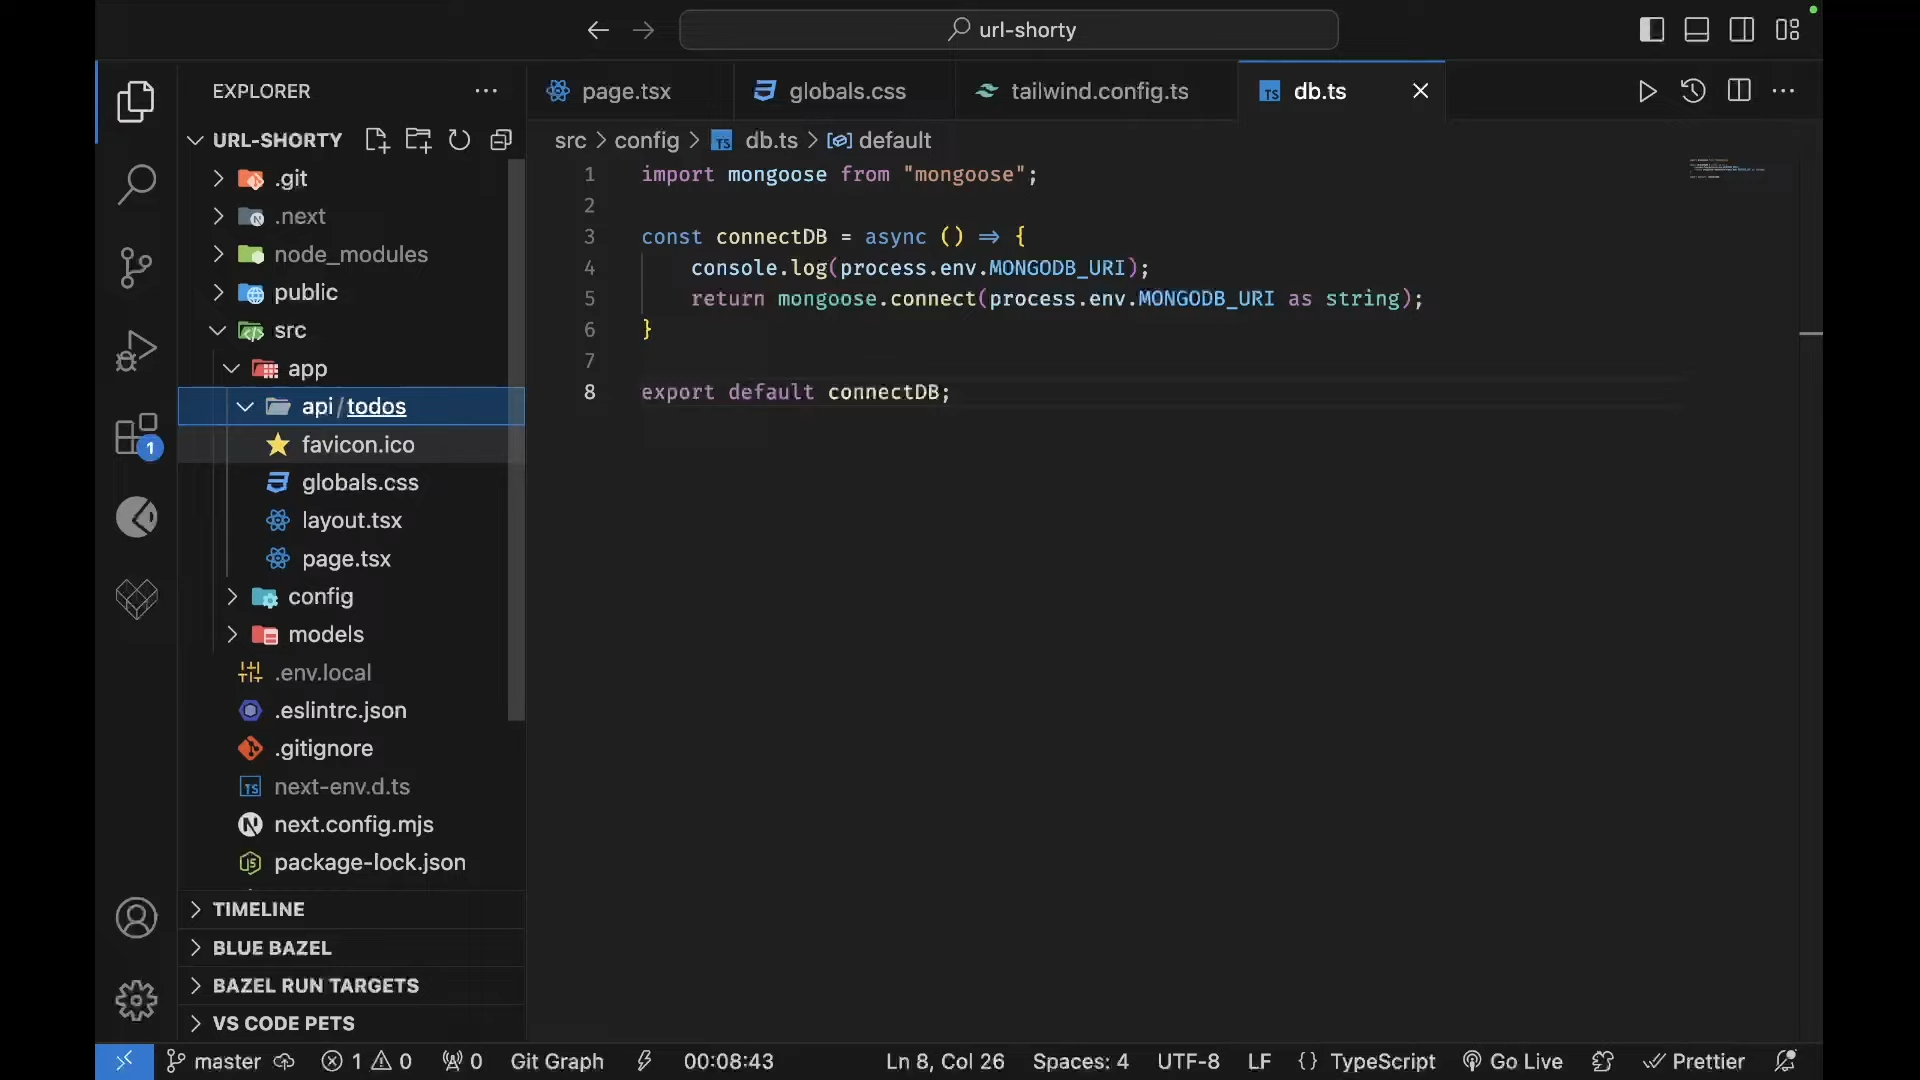 url-shorty
EXPLORER
page.tsx
globals.css
tailwind.config.ts
TS db.ts
URL-SHORTY
src > config > TS db.ts > default
.git
.next
node_modules
public
src
app
api/todos
favicon.ico
globals.css
layout.tsx
page.tsx
config
models
.env.local
.eslintrc.json
.gitignore
TS next-env.d.ts
N next.config.mjs
JS package-lock.json
TIMELINE
BLUE BAZEL
BAZEL RUN TARGETS
VS CODE PETS
1
1 import mongoose from "mongoose";
2
3 const connectDB = async () => {
4 console.log(process.env.MONGODB_URI);
5 return mongoose.connect(process.env.MONGODB_URI as string);
6 }
7
8 export default connectDB;
master 1 0 0 Git Graph 00:08:43 Ln 8, Col 26 Spaces: 4 UTF-8 LF {} TypeScript Go Live Prettier